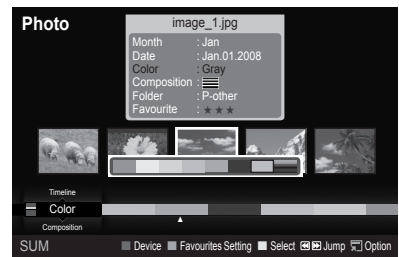 Photo
image_1.jpg
Month : Jan
Date : Jan.01.2008
Color : Gray
Composition :
Folder : P-other
Favourite : ★ ★ ★
Timeline
Color
Composition
SUM Device Favourites Setting Select Jump Option